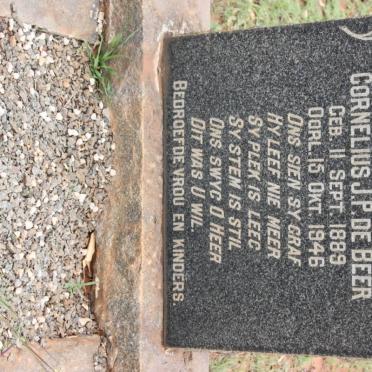 CORNELIUS J.P. DE BEER
GEB. 11 SEPT. 1889
OORL. 15 OKT. 1946
ONS SIEN SY GRAF
HY LEEF NIE MEER
SY PLEK IS LEEG
SY STEM IS STIL
ONS SWYG O HEER
DIT WAS U WIL.
BEDROEFDE VROU EN KINDERS.